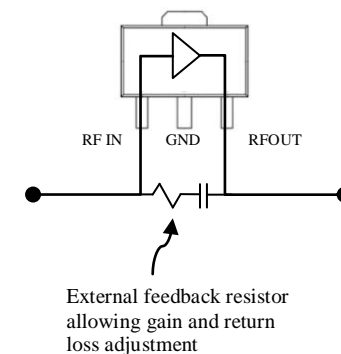 RF IN GND RFOUT
External feedback resistor
allowing gain and return
loss adjustment